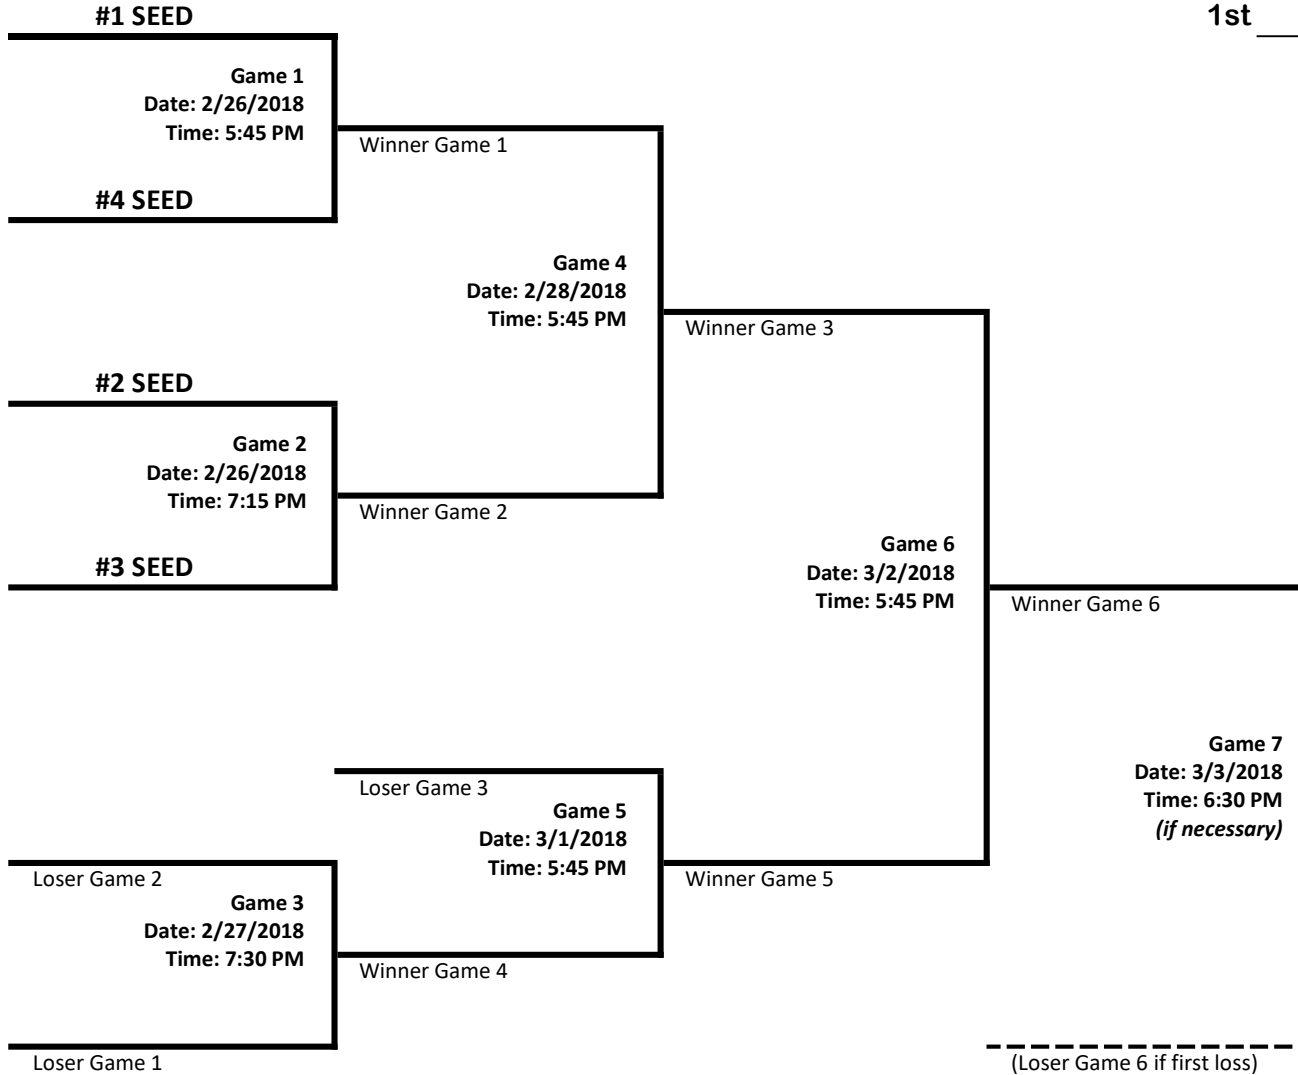 #1 SEED
1st
Game 1
Date: 2/26/2018
Time: 5:45 PM
Winner Game 1
#4 SEED
Game 4
Date: 2/28/2018
Time: 5:45 PM
Winner Game 3
#2 SEED
Game 2
Date: 2/26/2018
Time: 7:15 PM
Winner Game 2
#3 SEED
Game 6
Date: 3/2/2018
Time: 5:45 PM
Winner Game 6
Game 7
Date: 3/3/2018
Time: 6:30 PM
(if necessary)
Loser Game 3
Game 5
Date: 3/1/2018
Time: 5:45 PM
Winner Game 5
Loser Game 2
Game 3
Date: 2/27/2018
Time: 7:30 PM
Winner Game 4
Loser Game 1
(Loser Game 6 if first loss)